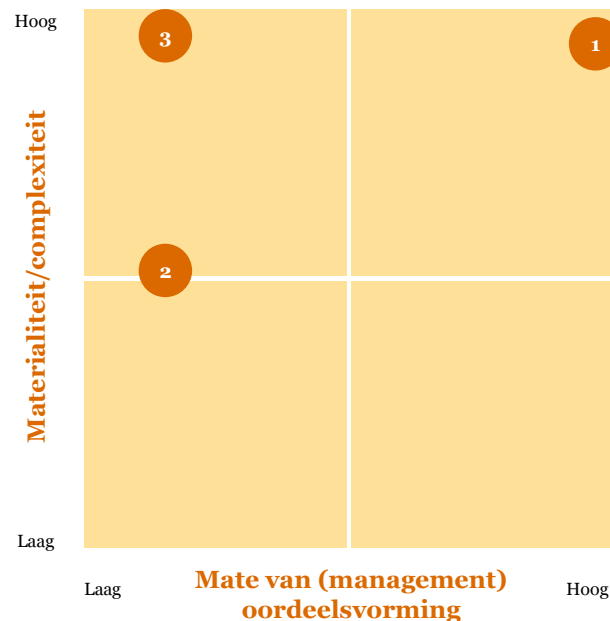 Hoog
3
1
Materialiteit/complexiteit
2
Laag
Laag
Mate van (management)
oordeelsvorming
Hoog